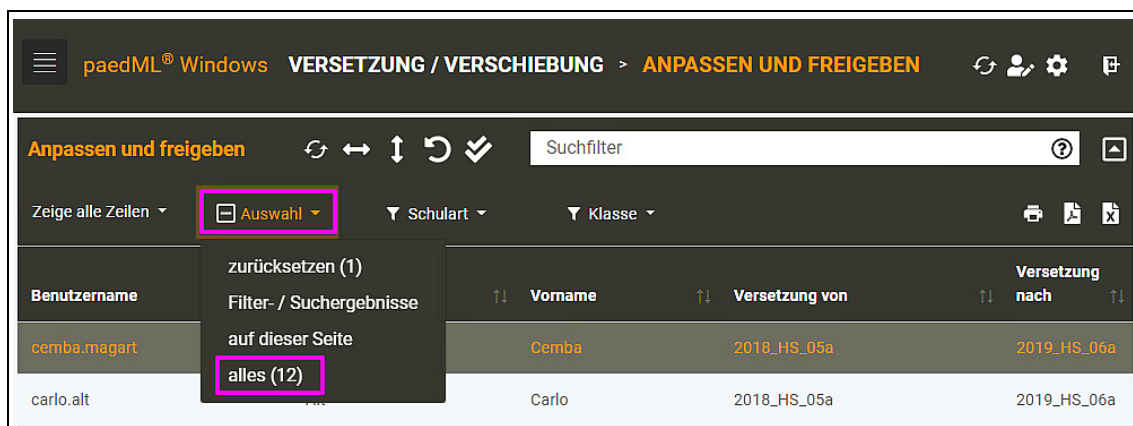 paedML® Windows VERSETZUNG / VERSCHIEBUNG > ANPASSEN UND FREIGEBEN
Anpassen und freigeben Suchfilter
Zeige alle Zeilen Auswahl Schulart Klasse
zurücksetzen (1)
Filter- / Suchergebnisse
auf dieser Seite
alles (12)
Benutzername Vorname Versetzung von Versetzung nach
cemba.magart Cemba 2018_HS_05a 2019_HS_06a
carlo.alt Carlo 2018_HS_05a 2019_HS_06a